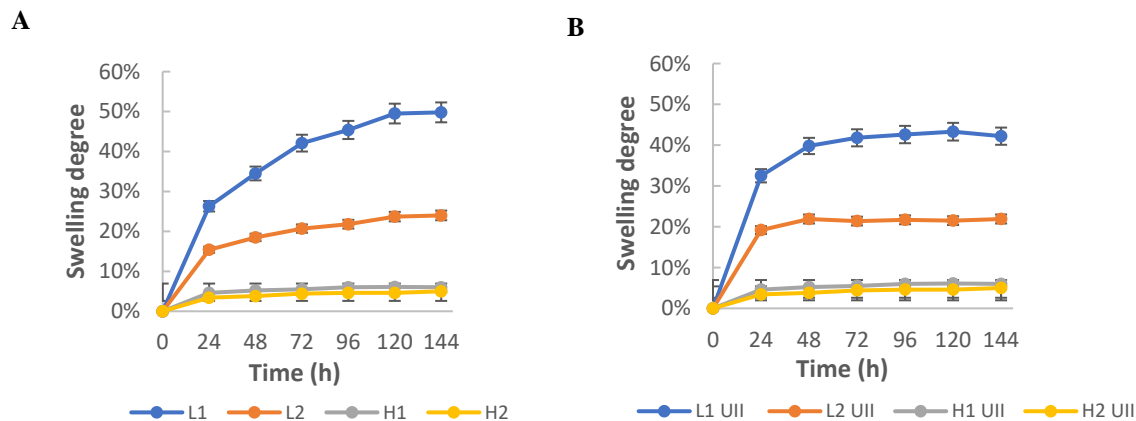 A
60%
50%
40%
30%
20%
10%
0%
Swelling degree
0 24 48 72 96 120 144
Time (h)
L1 L2 H1 H2
B
60%
50%
40%
30%
20%
10%
0%
Swelling degree
0 24 48 72 96 120 144
Time (h)
L1 UII L2 UII H1 UII H2 UII